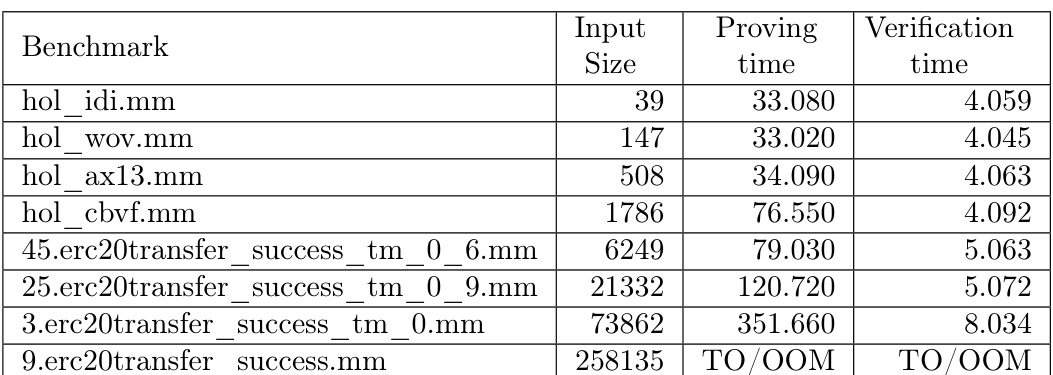 Benchmark Input Size Proving time Verification time
hol_idi.mm 39 33.080 4.059
hol_wov.mm 147 33.020 4.045
hol_ax13.mm 508 34.090 4.063
hol_cbvf.mm 1786 76.550 4.092
45.erc20transfer_success_tm_0_6.mm 6249 79.030 5.063
25.erc20transfer_success_tm_0_9.mm 21332 120.720 5.072
3.erc20transfer_success_tm_0.mm 73862 351.660 8.034
9.erc20transfer_success.mm 258135 TO/OOM TO/OOM